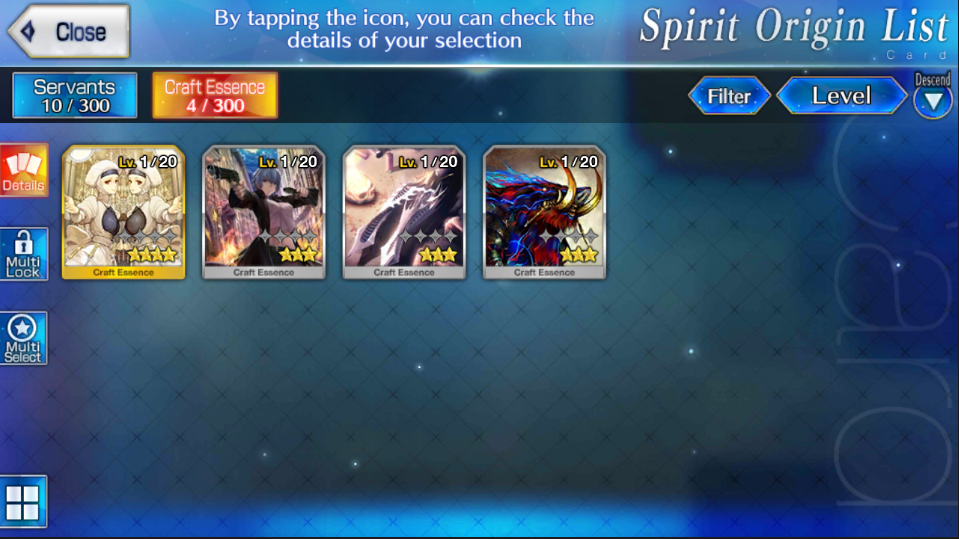 Close
By tapping the icon, you can check the
details of your selection
Spirit Origin List
Card
Servants
10 / 300
Craft Essence
4 / 300
Filter
Level
Descend
Details
Lv. 1/20
Craft Essence
Lv. 1/20
Craft Essence
Lv. 1/20
Craft Essence
Lv. 1/20
Craft Essence
Multi
Lock
Multi
Select
Card